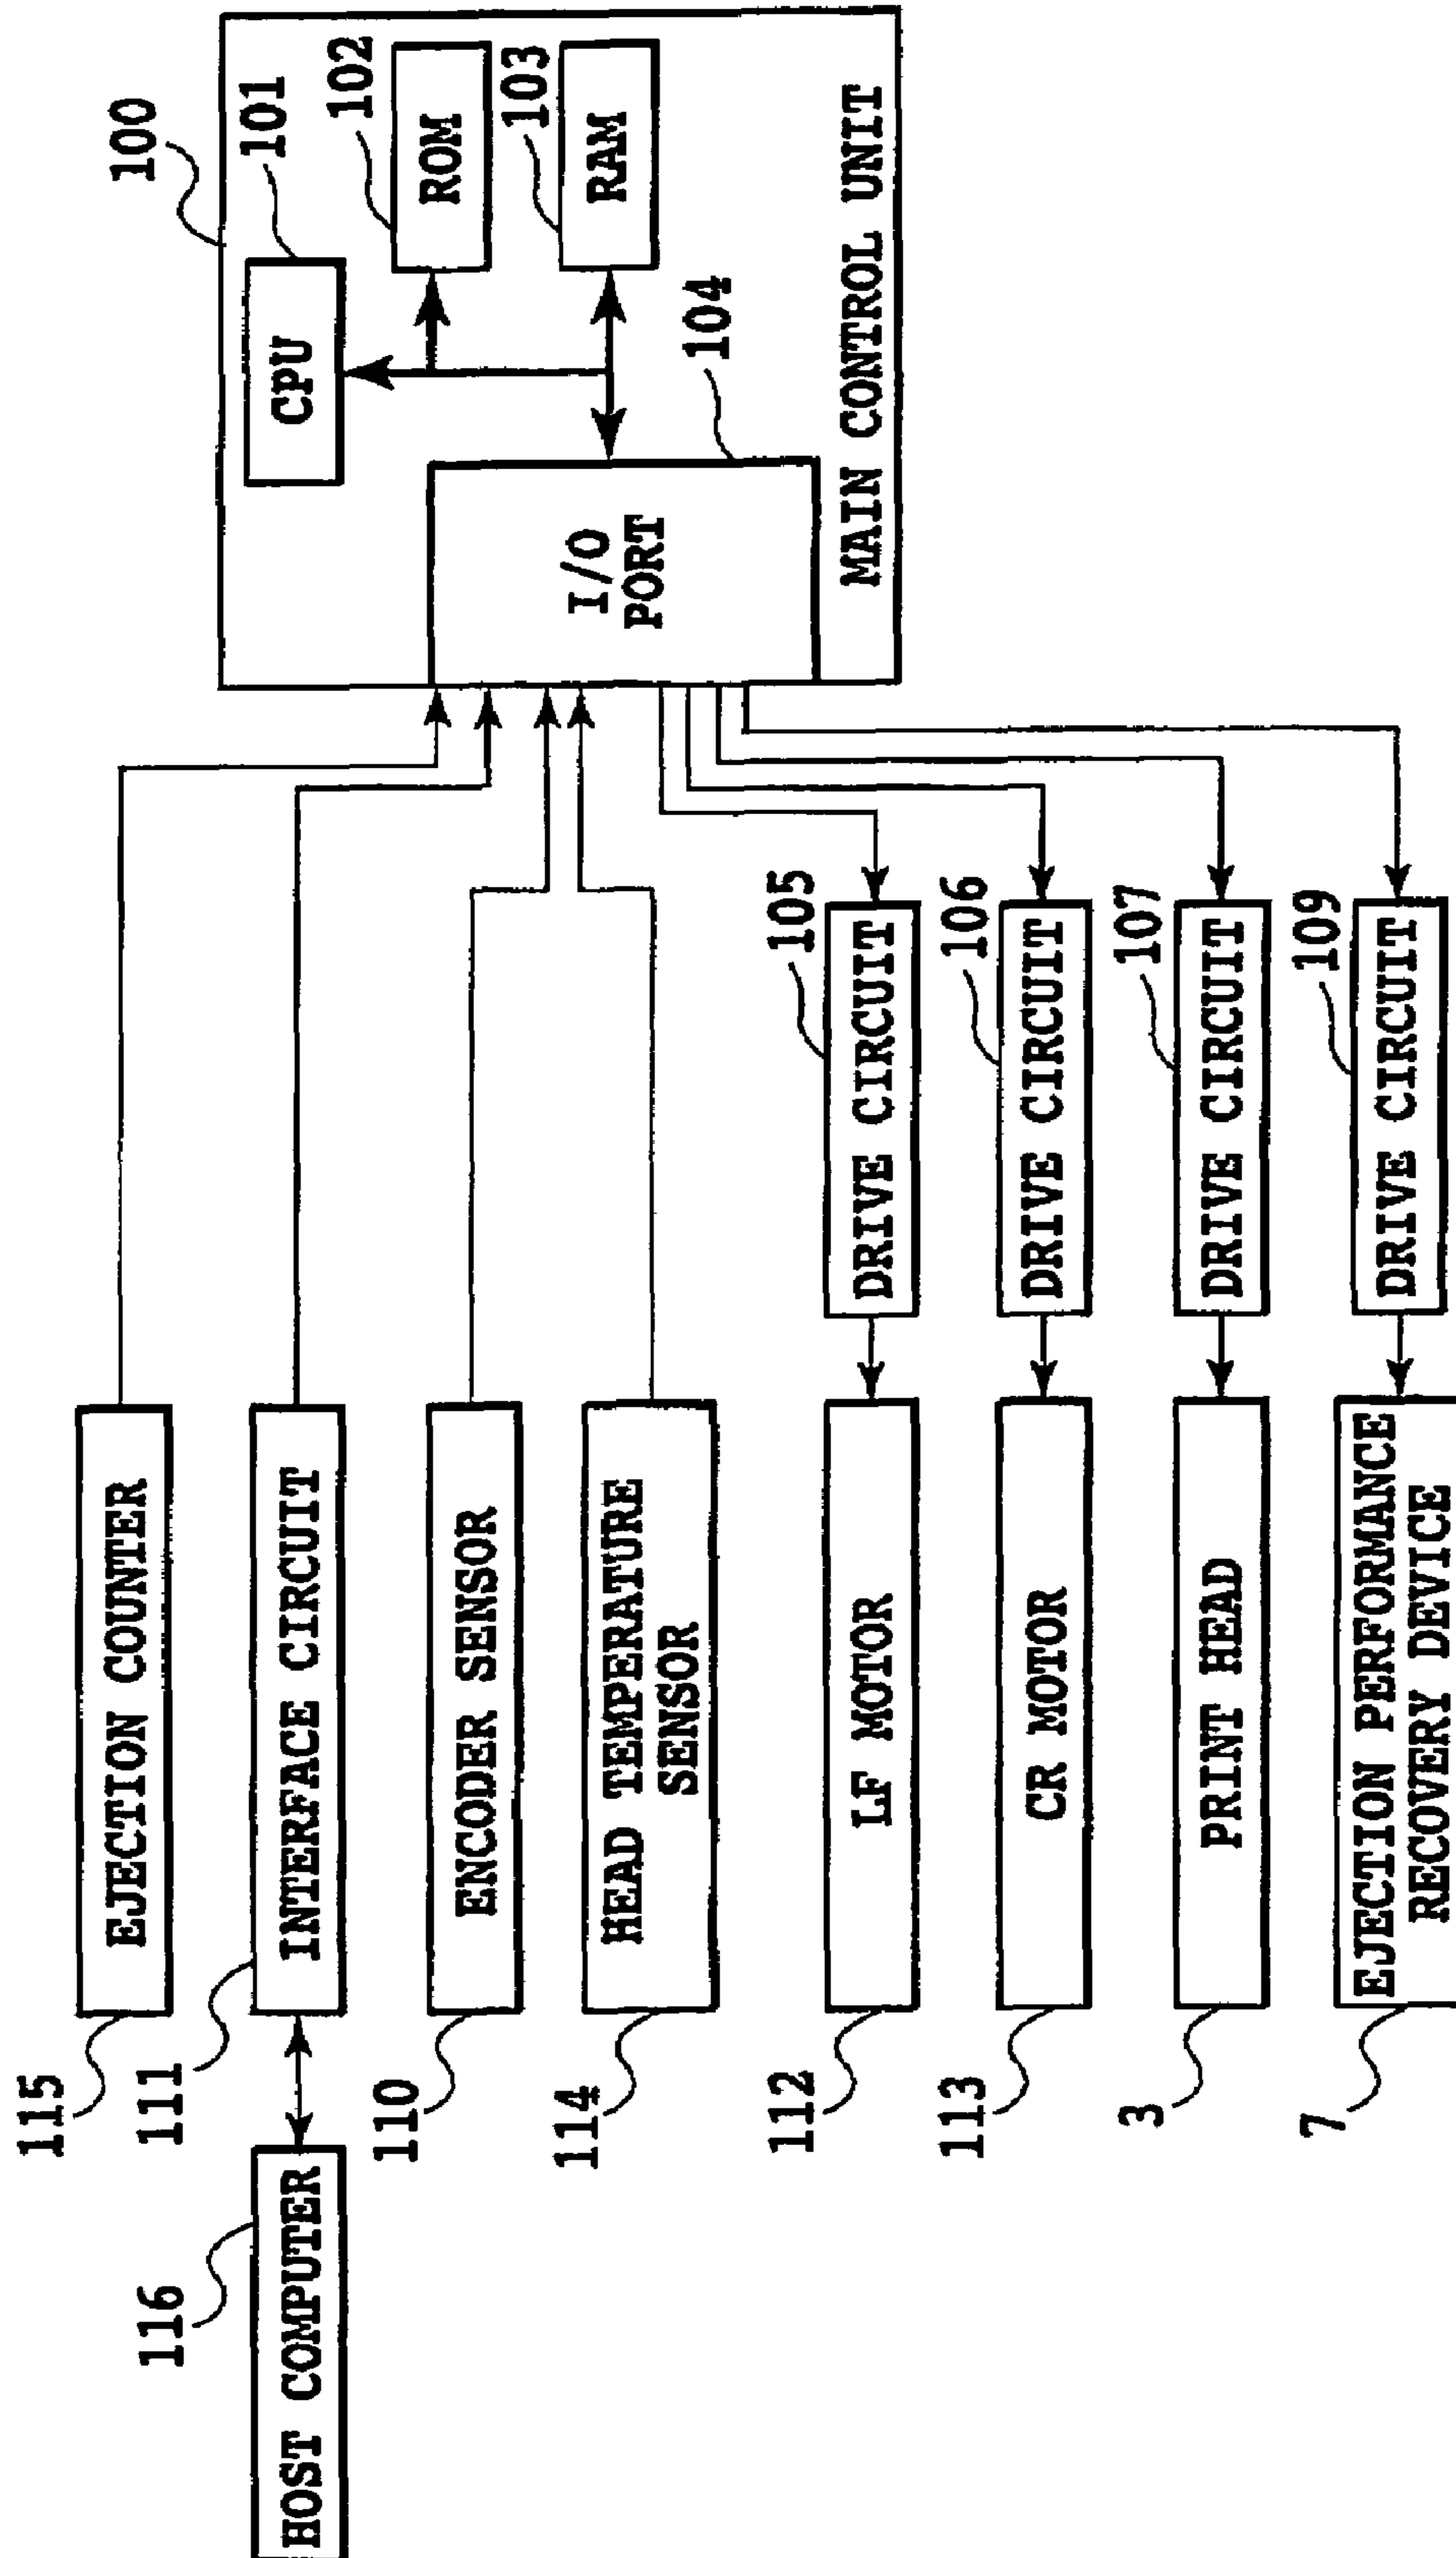 115
EJECTION COUNTER
116
HOST COMPUTER
111
INTERFACE CIRCUIT
110
ENCODER SENSOR
114
HEAD TEMPERATURE
SENSOR
112
LF MOTOR
105
DRIVE CIRCUIT
113
CR MOTOR
106
DRIVE CIRCUIT
3
PRINT HEAD
107
DRIVE CIRCUIT
7
EJECTION PERFORMANCE
RECOVERY DEVICE
109
DRIVE CIRCUIT
100
101
CPU
102
ROM
103
RAM
104
I/O
PORT
MAIN CONTROL UNIT